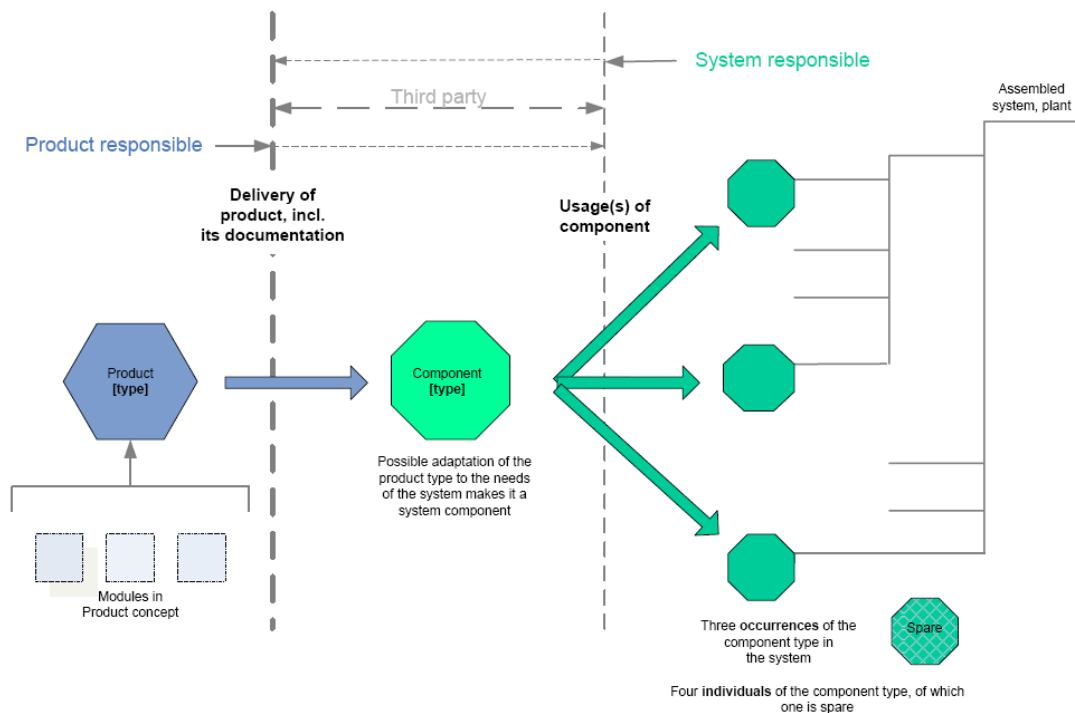 System responsible
Third party
Assembled
system, plant
Product responsible
Delivery of
product, incl.
its documentation
Usage(s) of
component
Product
[type]
Component
[type]
Possible adaptation of the
product type to the needs
of the system makes it a
system component
Modules in
Product concept
Three occurrences of the
component type in
the system
Spare
Four individuals of the component type, of which
one is spare